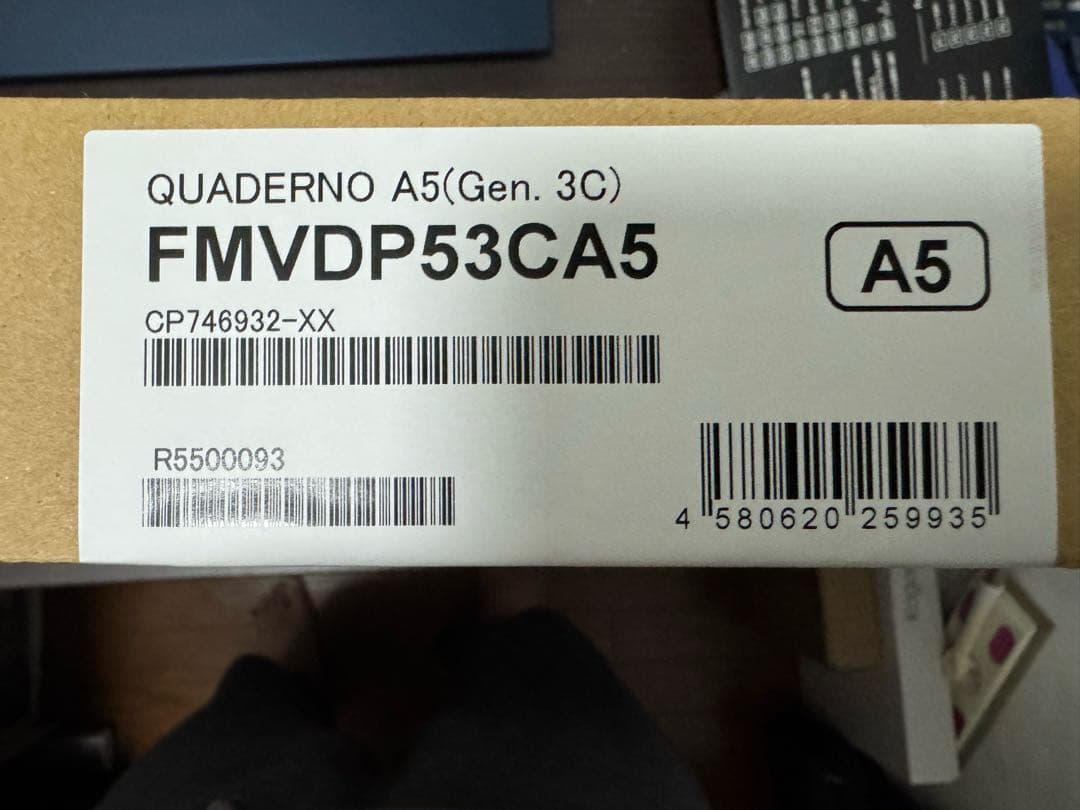 QUADERNO A5(Gen. 3C)
FMVDP53CA5
A5
CP746932-XX
R5500093
4 580620 259935